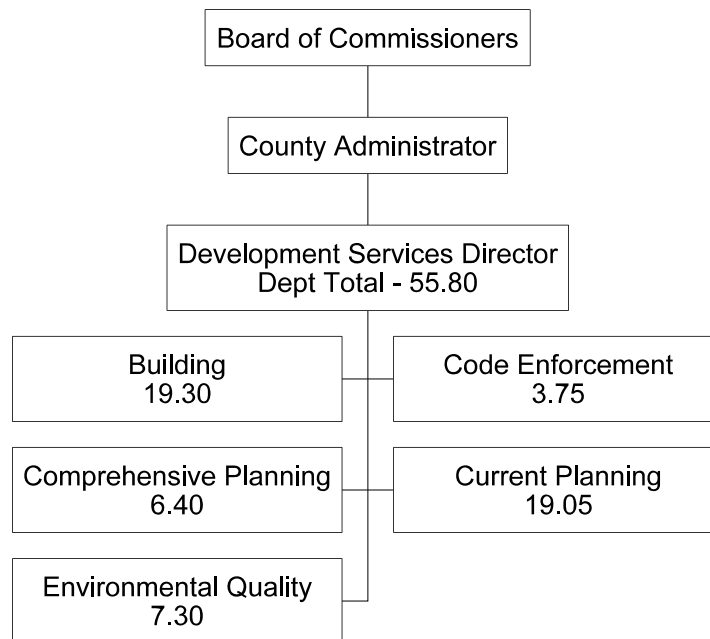 Board of Commissioners
County Administrator
Development Services Director
Dept Total - 55.80
Building
19.30
Code Enforcement
3.75
Comprehensive Planning
6.40
Current Planning
19.05
Environmental Quality
7.30